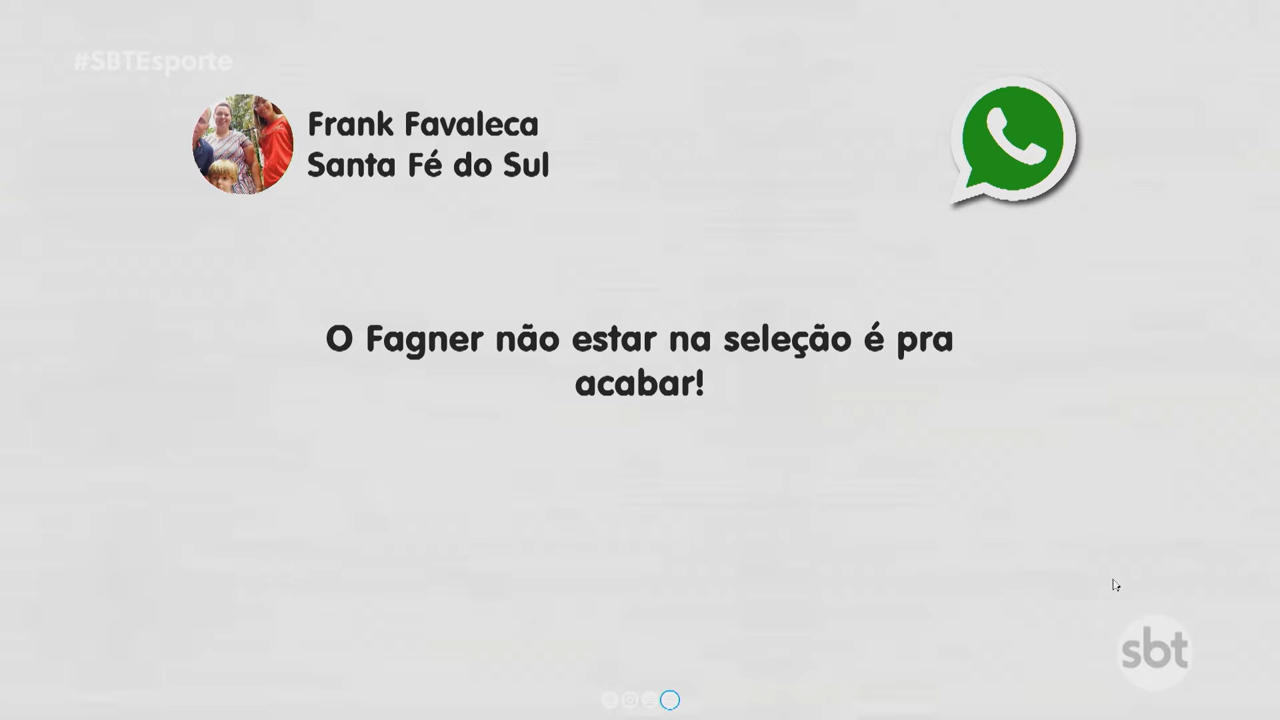 #SBTEsporte
Frank Favaleca
Santa Fé do Sul
O Fagner não estar na seleção é pra
acabar!
sbt